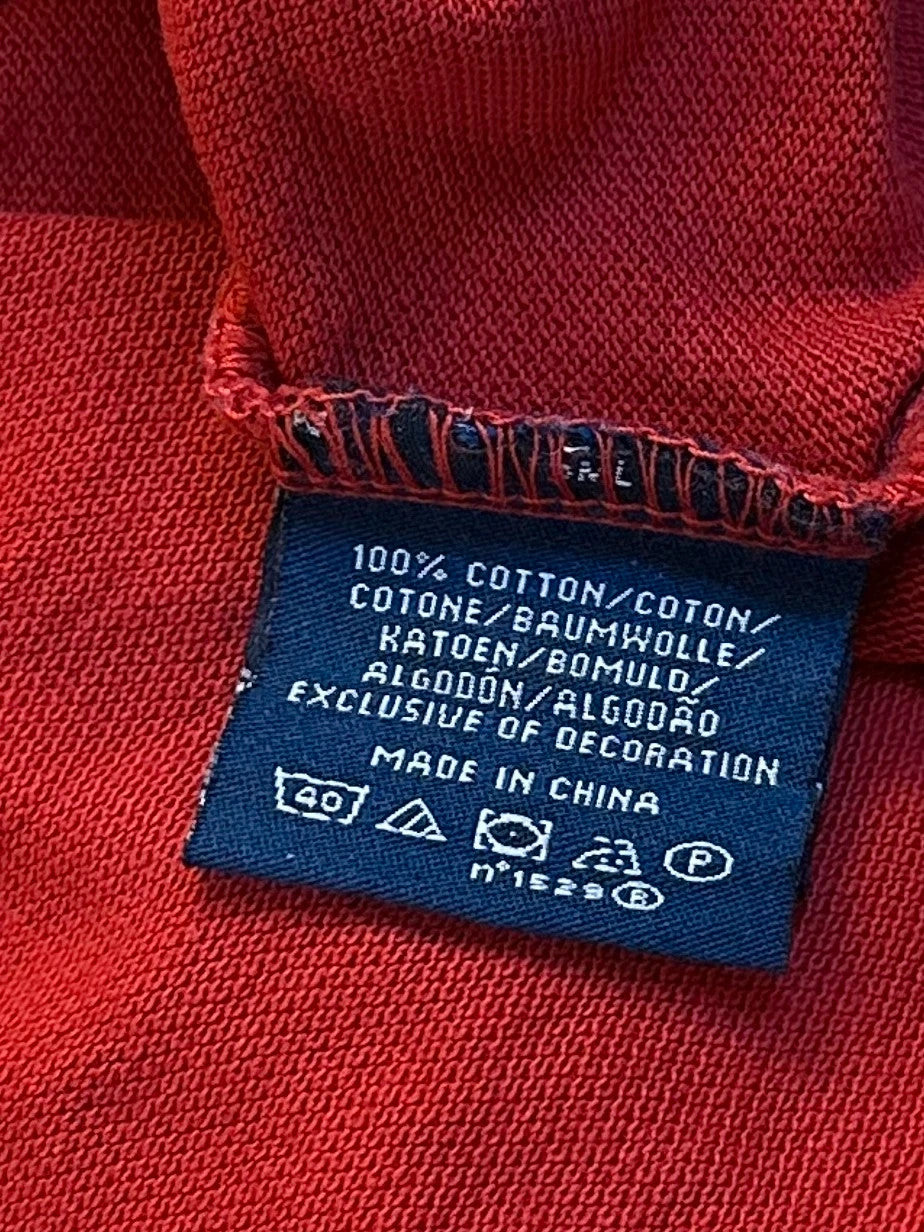 100% COTTON/COTON/
COTONE/BAUMWOLLE/
KATOEN/BOMULD/
ALGODÓN/ALGODÃO
EXCLUSIVE OF DECORATION
MADE IN CHINA
40 P
n°1529 R